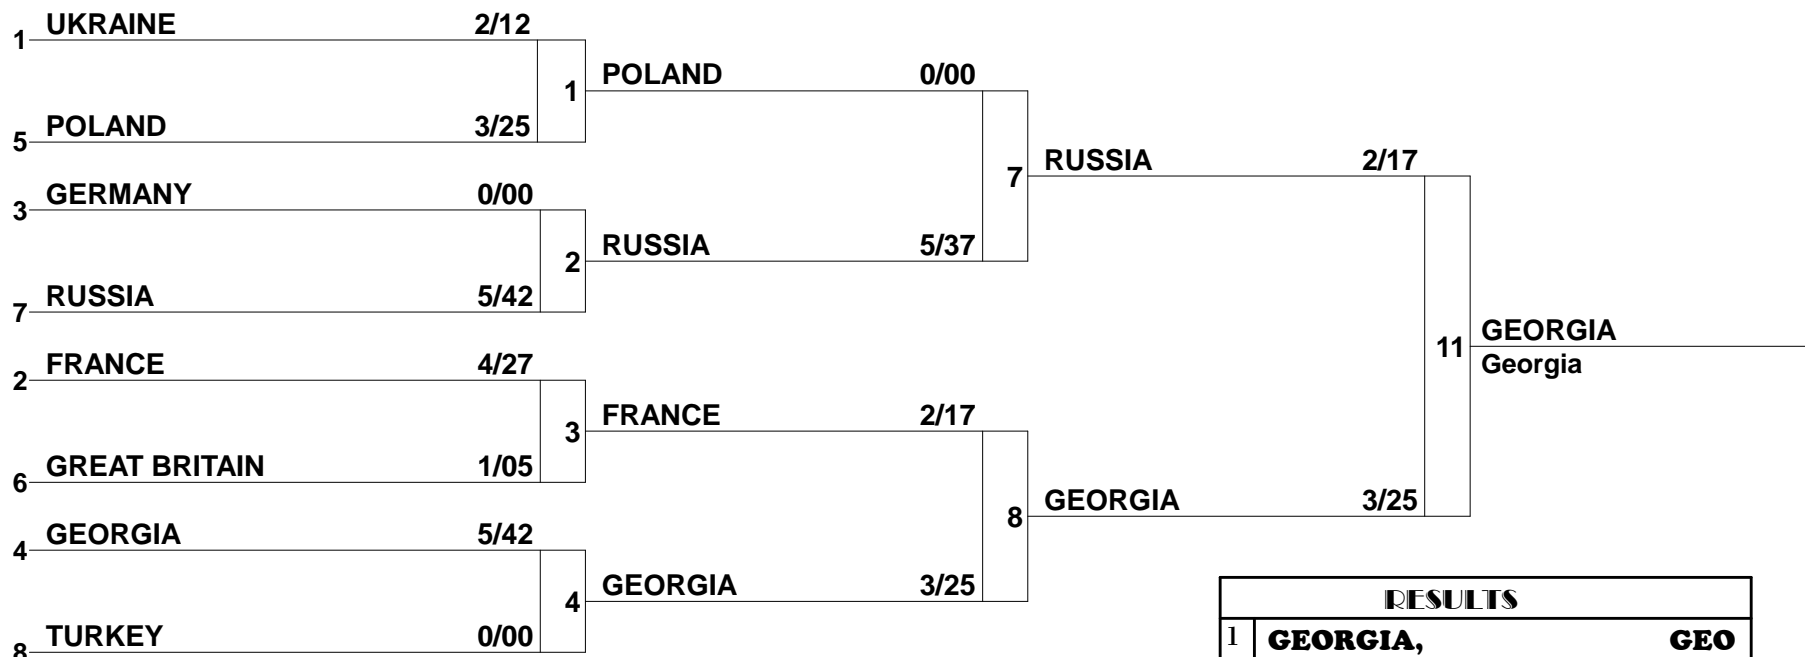 1 UKRAINE 2/12
5 POLAND 3/25
1
3 GERMANY 0/00
7 RUSSIA 5/42
2
2 FRANCE 4/27
6 GREAT BRITAIN 1/05
3
4 GEORGIA 5/42
8 TURKEY 0/00
4
POLAND 0/00
RUSSIA 5/37
7
FRANCE 2/17
GEORGIA 3/25
8
RUSSIA 2/17
GEORGIA 3/25
11
GEORGIA
Georgia
RESULTS
1 GEORGIA, GEO